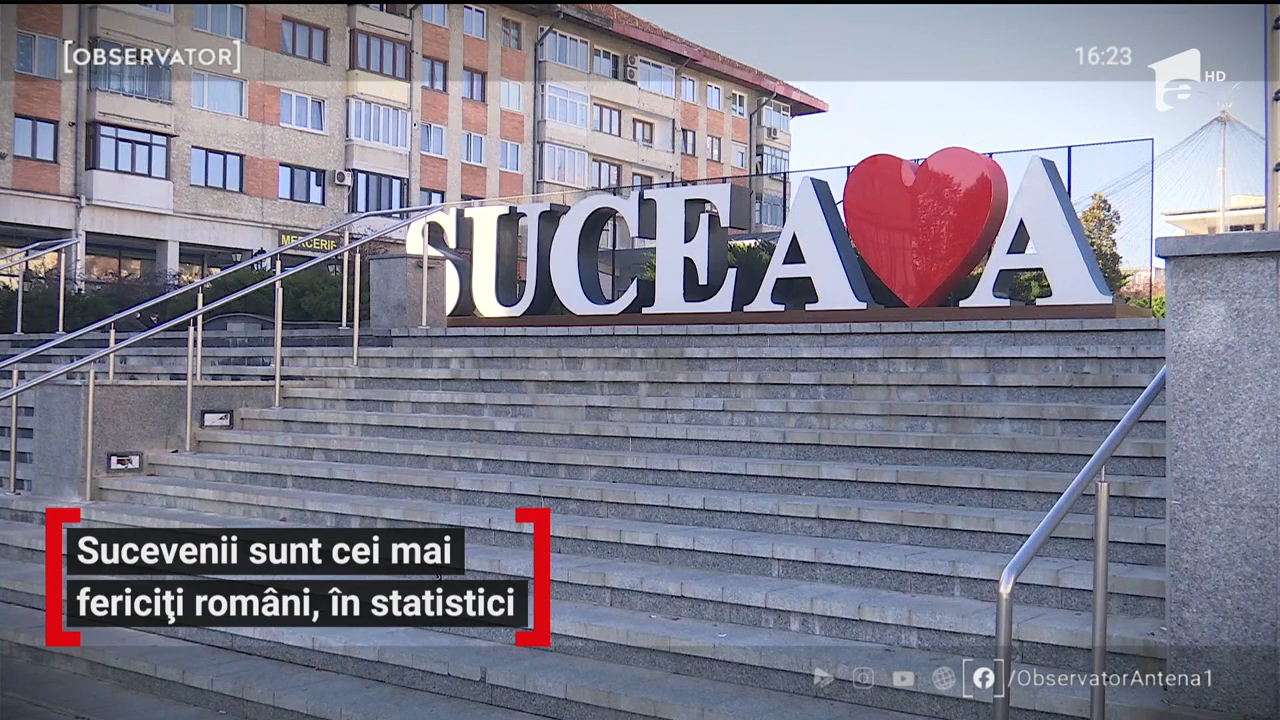 [OBSERVATOR]
16:23
HD
MERCERIE
SUCEA❤A
Sucevenii sunt cei mai
fericiţi români, în statistici
/ObservatorAntena1